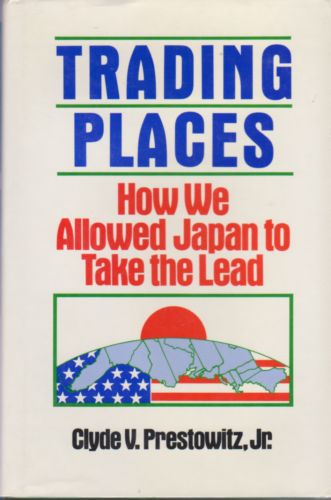 TRADING
PLACES
How We
Allowed Japan to
Take the Lead
Clyde V. Prestowitz, Jr.